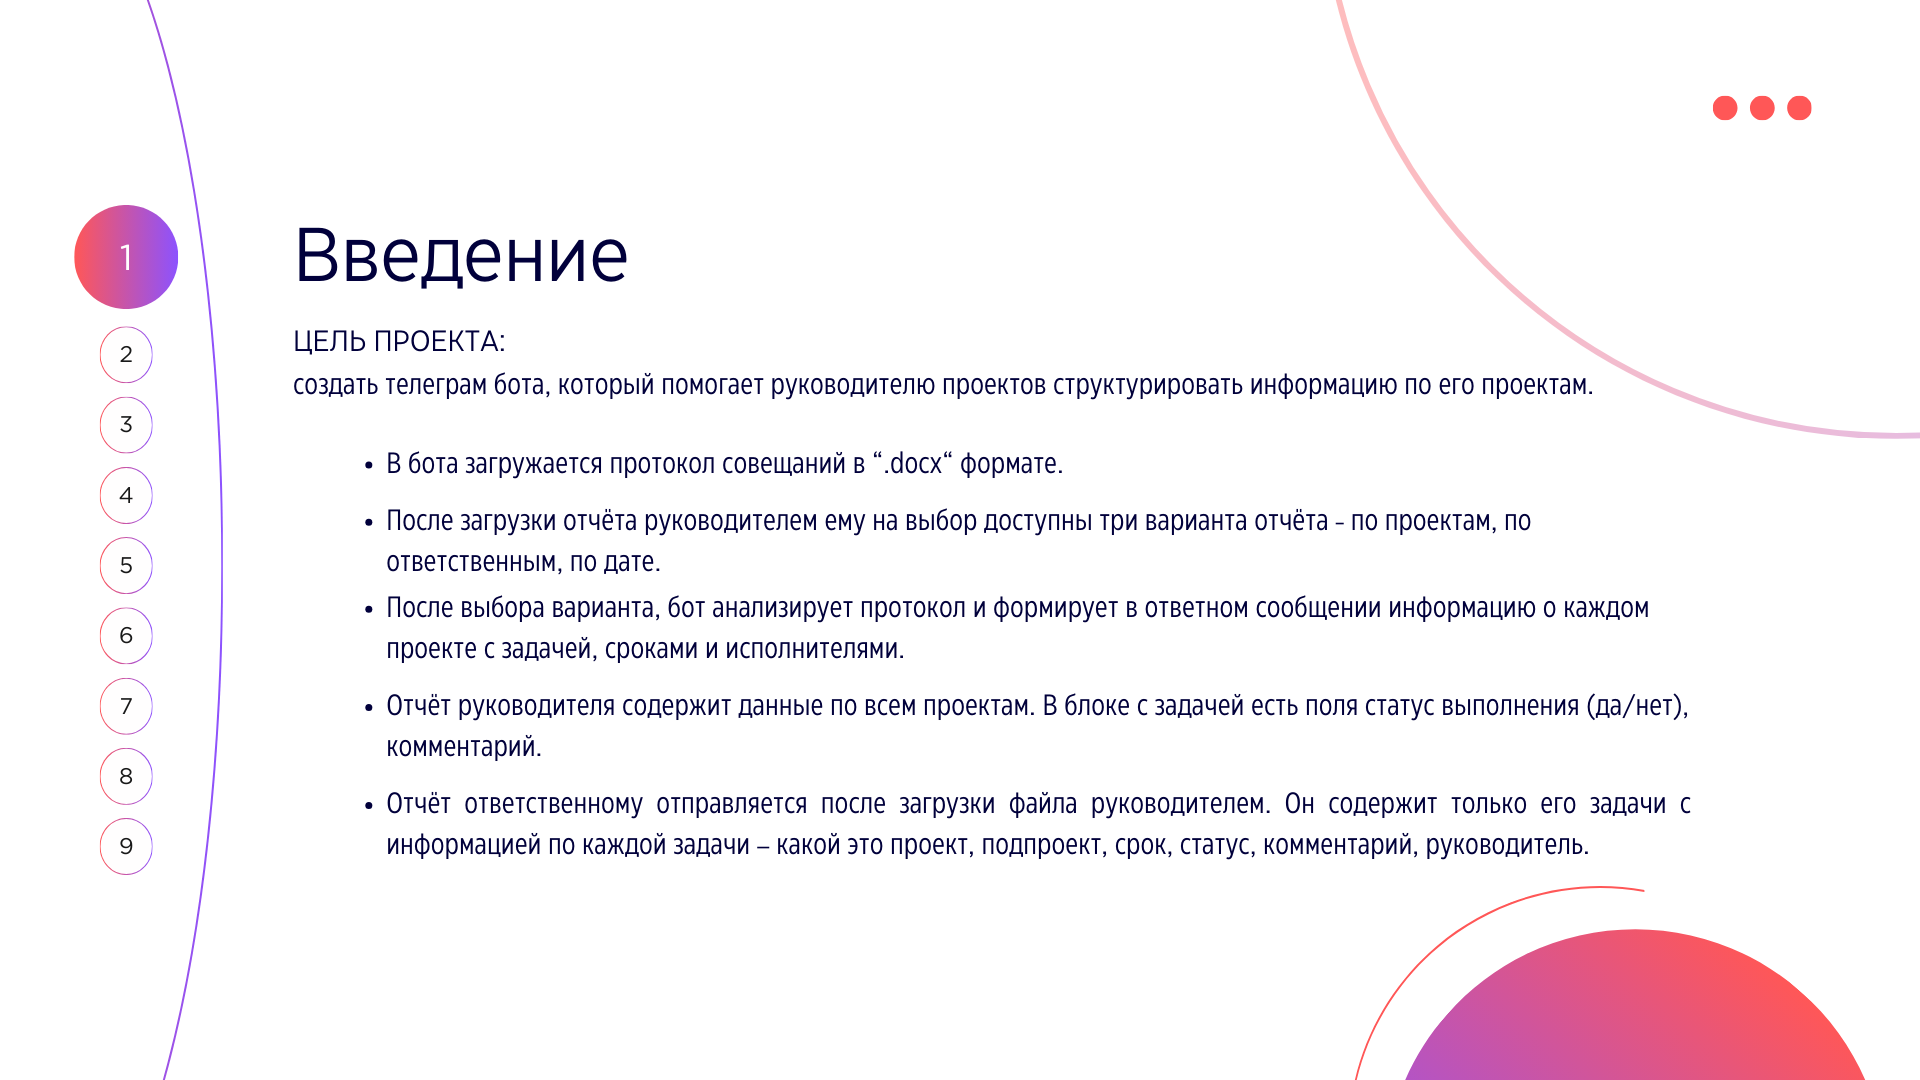 1
2
3
4
5
6
7
8
9
Введение
ЦЕЛЬ ПРОЕКТА:
создать телеграм бота, который помогает руководителю проектов структурировать информацию по его проектам.
• В бота загружается протокол совещаний в “.docx“ формате.
• После загрузки отчёта руководителем ему на выбор доступны три варианта отчёта - по проектам, по
ответственным, по дате.
• После выбора варианта, бот анализирует протокол и формирует в ответном сообщении информацию о каждом
проекте с задачей, сроками и исполнителями.
• Отчёт руководителя содержит данные по всем проектам. В блоке с задачей есть поля статус выполнения (да/нет),
комментарий.
• Отчёт ответственному отправляется после загрузки файла руководителем. Он содержит только его задачи с
информацией по каждой задачи – какой это проект, подпроект, срок, статус, комментарий, руководитель.